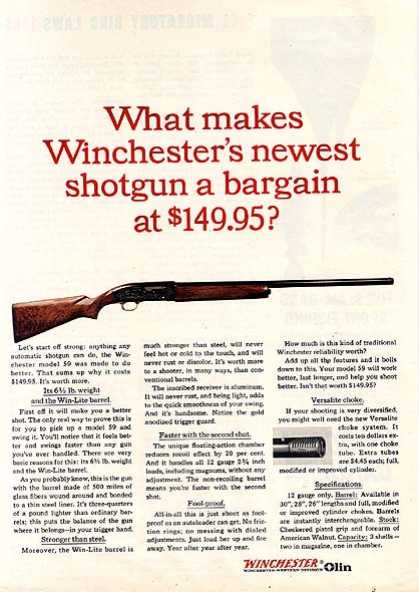 What makes
Winchester's newest
shotgun a bargain
at $149.95?
Let's start off strong: anything any
automatic shotgun can do, the Win-
chester model 59 was made to do
better. That sums up why it costs
$149.95. It's worth more.
Its 6½ lb. weight
and the Win-Lite barrel.
First off it will make you a better
shot. The only real way to prove this is
for you to pick up a model 59 and
swing it. You'll notice that it feels bet-
ter and swings faster than any gun
you've ever handled. There are very
basic reasons for this: its 6½ lb. weight
and the Win-Lite barrel.
As you probably know, this is the gun
with the barrel made of 500 miles of
glass fibers wound around and bonded
to a thin steel liner. It's three-quarters
of a pound lighter than ordinary bar-
rels; this puts the balance of the gun
where it belongs–in your trigger hand.
Stronger than steel.
Moreover, the Win-Lite barrel is
much stronger than steel, will never
feel hot or cold to the touch, and will
never rust or discolor. It's worth more
to a shooter, in many ways, than con-
ventional barrels.
The inscribed receiver is aluminum.
It will never rust, and being light, adds
to the quick smoothness of your swing.
And it's handsome. Notice the gold
anodized trigger guard.
Faster with the second shot.
The unique floating-action chamber
reduces recoil effect by 20 per cent.
And it handles all 12 gauge 2¾ inch
loads, including magnums, without any
adjustment. The non-recoiling barrel
means you're faster with the second
shot.
Fool-proof.
All-in-all this is just about as fool-
proof as an autoloader can get. No fric-
tion rings; no messing with dialed
adjustments. Just load her up and fire
away. Year after year after year.
How much is this kind of traditional
Winchester reliability worth?
Add up all the features and it boils
down to this. Your model 59 will work
better, last longer, and help you shoot
better. Isn't that worth $149.95?
Versalite choke.
If your shooting is very diversified,
you might well need the new Versalite
choke system. It
costs ten dollars ex-
tra, with one choke
tube. Extra tubes
are $4.45 each; full,
modified or improved cylinder.
Specifications
12 gauge only. Barrel: Available in
30", 28", 26" lengths and full, modified
or improved cylinder chokes. Barrels
are instantly interchangeable. Stock:
Checkered pistol grip and forearm of
American Walnut. Capacity: 3 shells–
two in magazine, one in chamber.
WINCHESTER
WINCHESTER-WESTERN DIVISION Olin